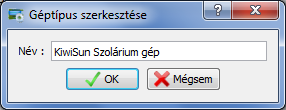 Géptípus szerkesztése
Név : KiwiSun Szolárium gép
OK Mégsem